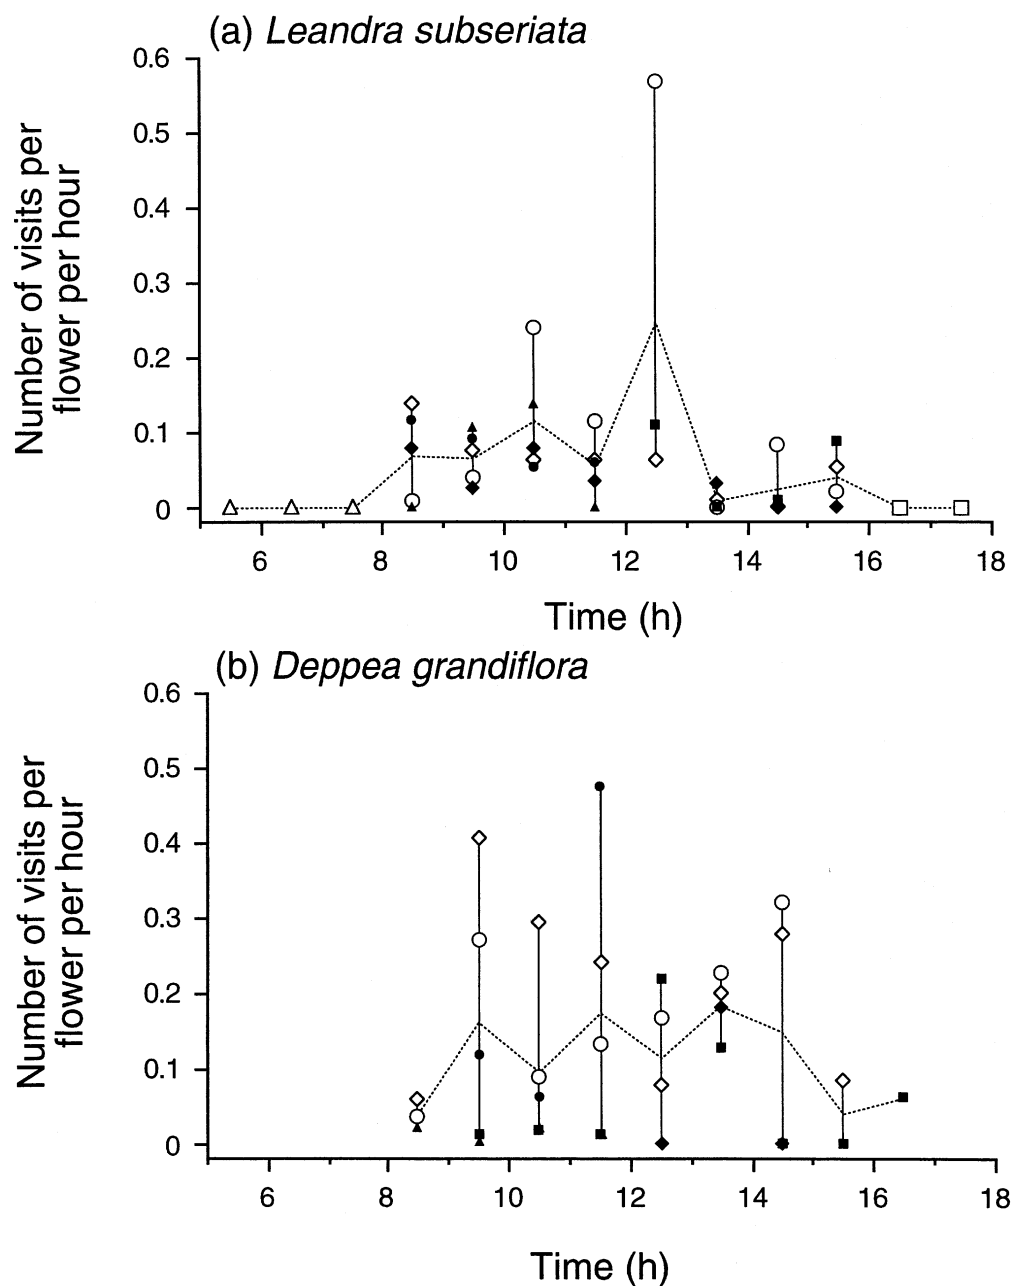 (a) Leandra subseriata
Number of visits per
flower per hour
0.6
0.5
0.4
0.3
0.2
0.1
0
6 8 10 12 14 16 18
Time (h)
(b) Deppea grandiflora
Number of visits per
flower per hour
0.6
0.5
0.4
0.3
0.2
0.1
0
6 8 10 12 14 16 18
Time (h)